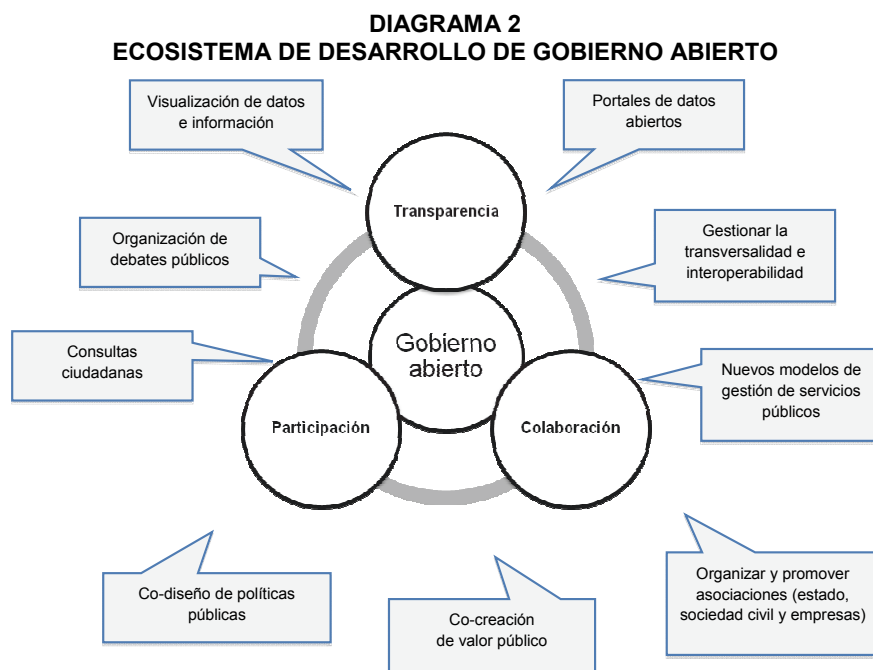 DIAGRAMA 2
ECOSISTEMA DE DESARROLLO DE GOBIERNO ABIERTO
Visualización de datos
e información
Portales de datos
abiertos
Transparencia
Organización de
debates públicos
Gestionar la
transversalidad e
interoperabilidad
Gobierno
abierto
Consultas
ciudadanas
Nuevos modelos de
gestión de servicios
públicos
Participación
Colaboración
Co-diseño de políticas
públicas
Co-creación
de valor público
Organizar y promover
asociaciones (estado,
sociedad civil y empresas)